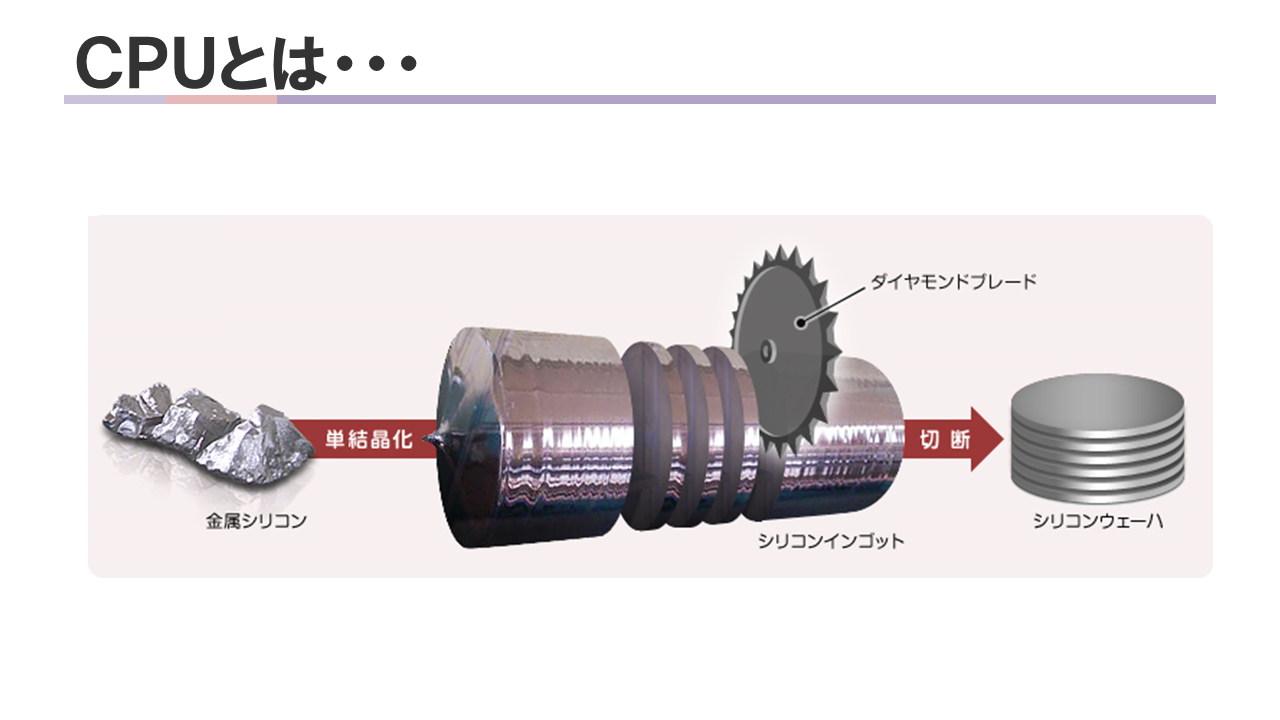 CPUとは・・・
ダイヤモンドブレード
単結晶化
切断
金属シリコン
シリコンインゴット
シリコンウェーハ